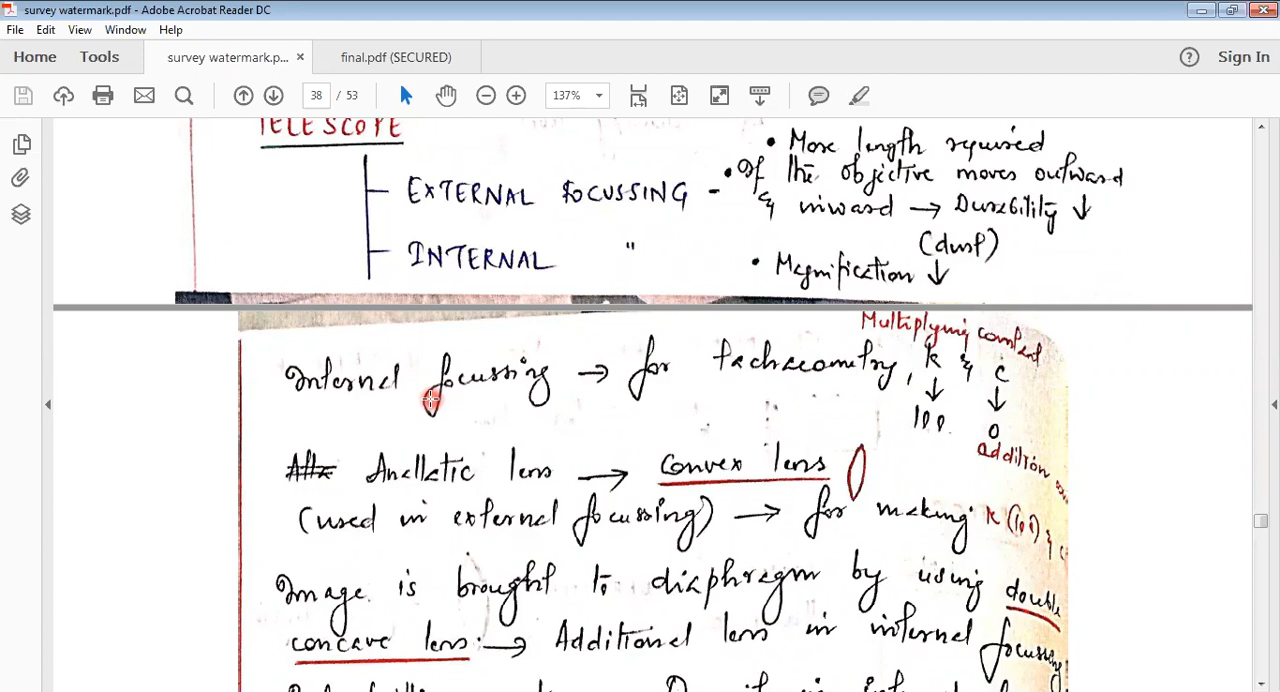 survey watermark.pdf - Adobe Acrobat Reader DC
File Edit View Window Help
Home Tools survey watermark.p... × final.pdf (SECURED) Sign In
38 / 53 137%
TELESCOPE
• More length required
EXTERNAL FOCUSSING - • If the objective moves outward
& inward → Durability ↓
(dust)
INTERNAL "
• Magnification ↓
Multiplying constant
Internal focussing → for tacheometry, k & c
↓ ↓
100 0
addition
Anallatic lens → convex lens
(used in external focussing) → for making k (100) &
Image is brought to diaphragm by using double
concave lens → Additional lens in internal focussing